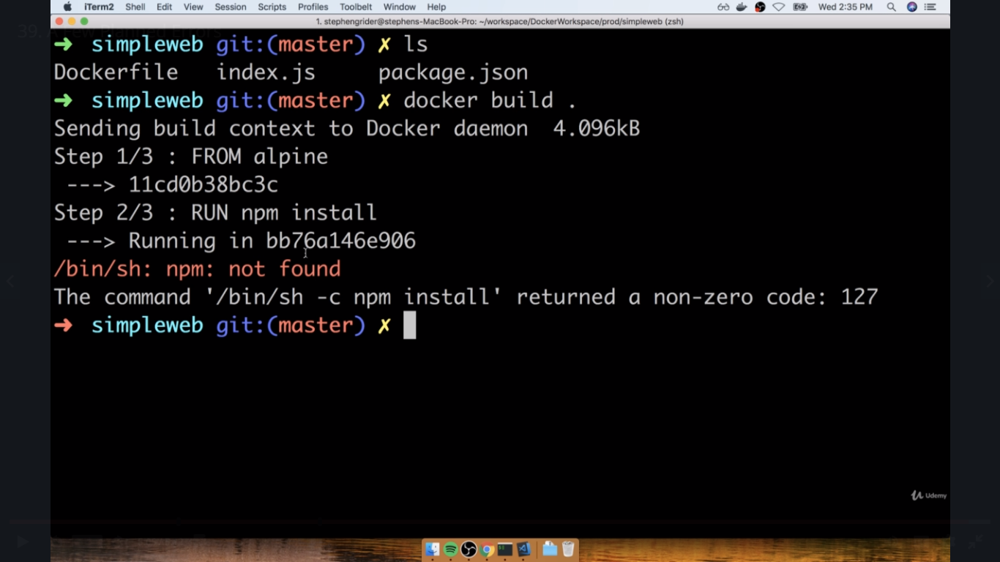 iTerm2 Shell Edit View Session Scripts Profiles Toolbelt Window Help Wed 2:35 PM
1. stephengrider@stephens-MacBook-Pro: ~/workspace/DockerWorkspace/prod/simpleweb (zsh)
39. A Few Planned Errors
➜ simpleweb git:(master) ✗ ls
Dockerfile index.js package.json
➜ simpleweb git:(master) ✗ docker build .
Sending build context to Docker daemon 4.096kB
Step 1/3 : FROM alpine
---> 11cd0b38bc3c
Step 2/3 : RUN npm install
---> Running in bb76a146e906
/bin/sh: npm: not found
The command '/bin/sh -c npm install' returned a non-zero code: 127
➜ simpleweb git:(master) ✗
Udemy